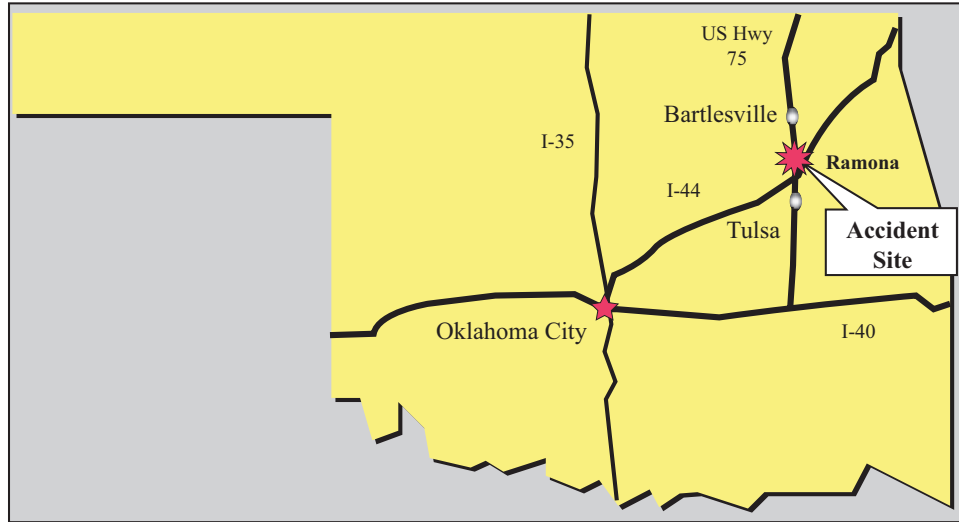 US Hwy
75
Bartlesville
I-35
Ramona
I-44
Tulsa
Accident
Site
Oklahoma City
I-40